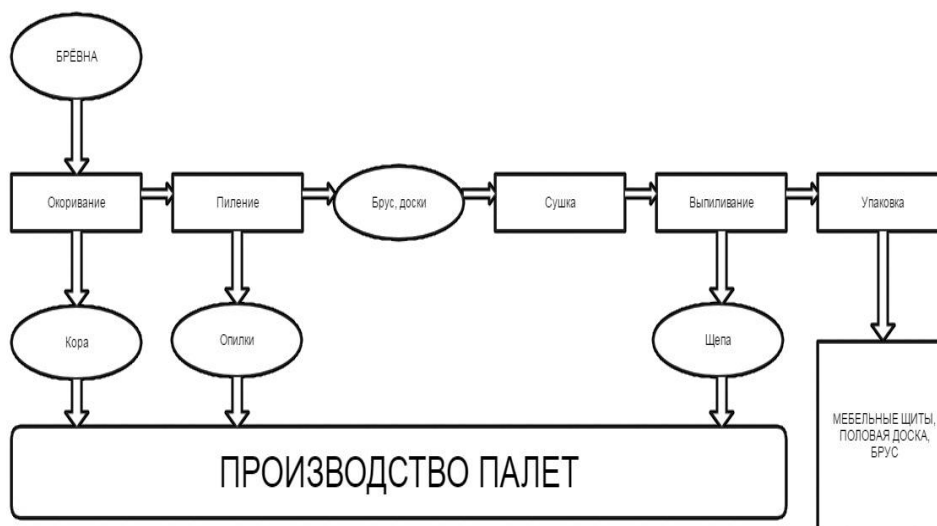 БРЁВНА
Окоривание
Пиление
Брус, доски
Сушка
Выпиливание
Упаковка
Кора
Опилки
Щепа
ПРОИЗВОДСТВО ПАЛЕТ
МЕБЕЛЬНЫЕ ЩИТЫ,
ПОЛОВАЯ ДОСКА,
БРУС